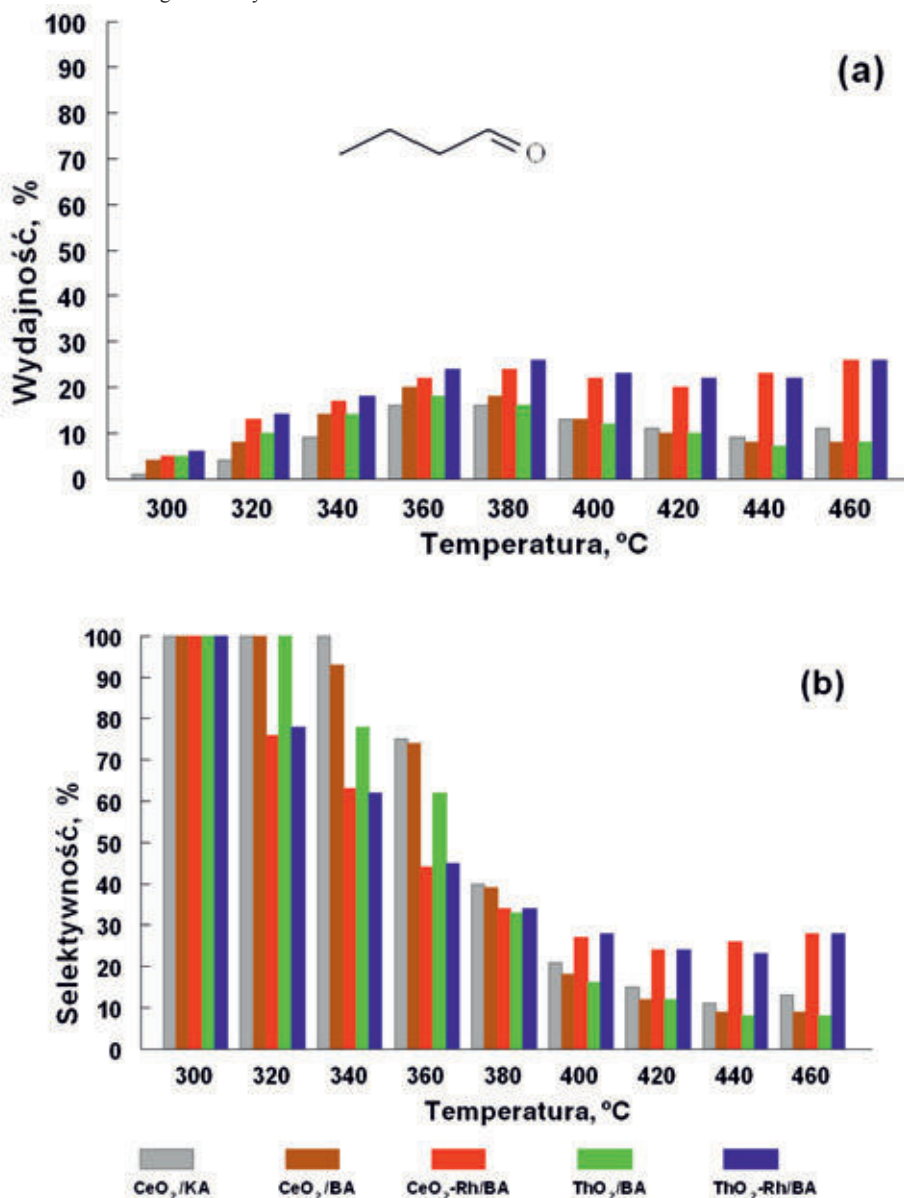 100
90
(a)
80
70
O
60
50
40
30
20
10
0
Wydajność, %
300 320 340 360 380 400 420 440 460
Temperatura, ºC
100
90
(b)
80
70
60
50
40
30
20
10
0
Selektywność, %
300 320 340 360 380 400 420 440 460
Temperatura, ºC
CeO₂/KA CeO₂/BA CeO₂-Rh/BA ThO₂/BA ThO₂-Rh/BA